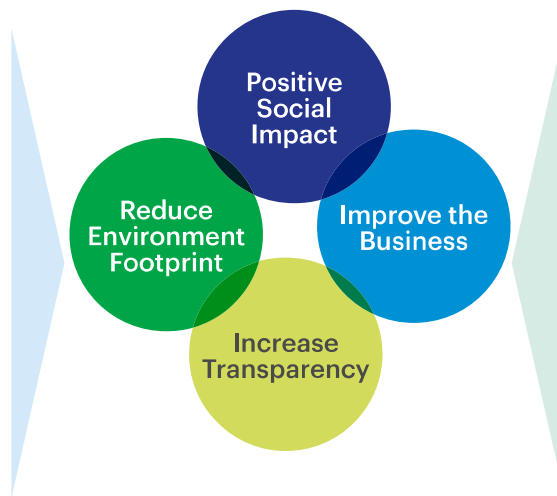 Positive
Social
Impact
Reduce
Environment
Footprint
Improve the
Business
Increase
Transparency